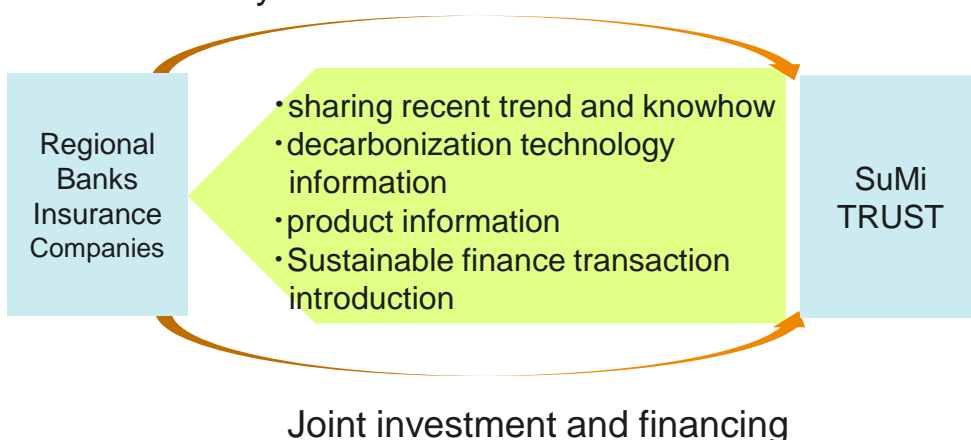 Regional
Banks
Insurance
Companies
・sharing recent trend and knowhow
・decarbonization technology
information
・product information
・Sustainable finance transaction
introduction
SuMi
TRUST
Joint investment and financing